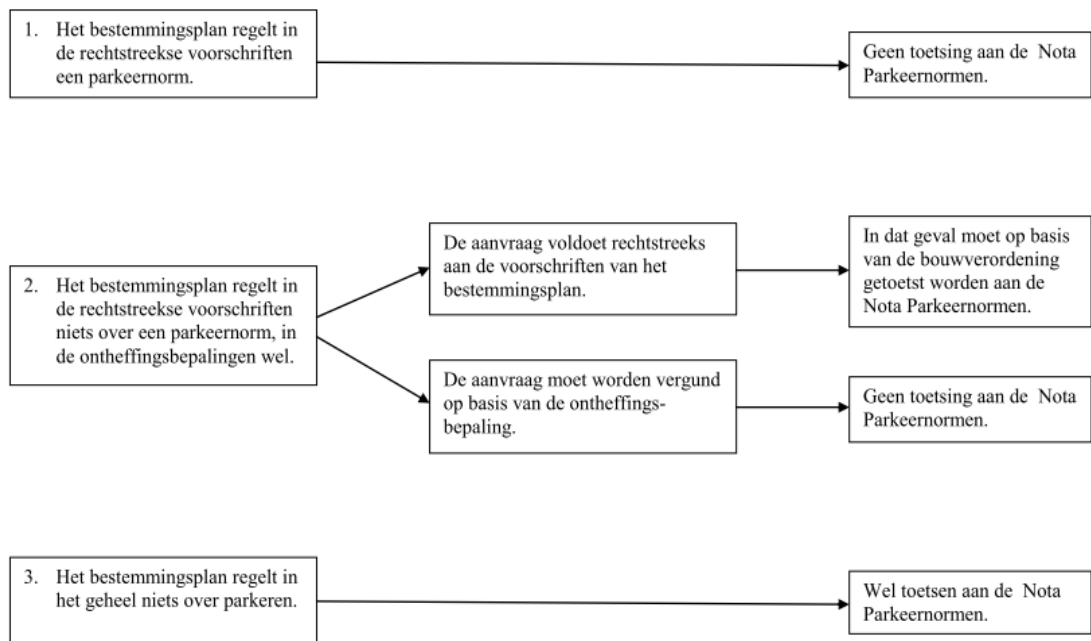 1. Het bestemmingsplan regelt in
de rechtstreekse voorschriften
een parkeernorm.
Geen toetsing aan de Nota
Parkeernormen.
2. Het bestemmingsplan regelt in
de rechtstreekse voorschriften
niets over een parkeernorm, in
de ontheffingsbepalingen wel.
De aanvraag voldoet rechtstreeks
aan de voorschriften van het
bestemmingsplan.
In dat geval moet op basis
van de bouwverordening
getoetst worden aan de
Nota Parkeernormen.
De aanvraag moet worden vergund
op basis van de ontheffings-
bepaling.
Geen toetsing aan de Nota
Parkeernormen.
3. Het bestemmingsplan regelt in
het geheel niets over parkeren.
Wel toetsen aan de Nota
Parkeernormen.